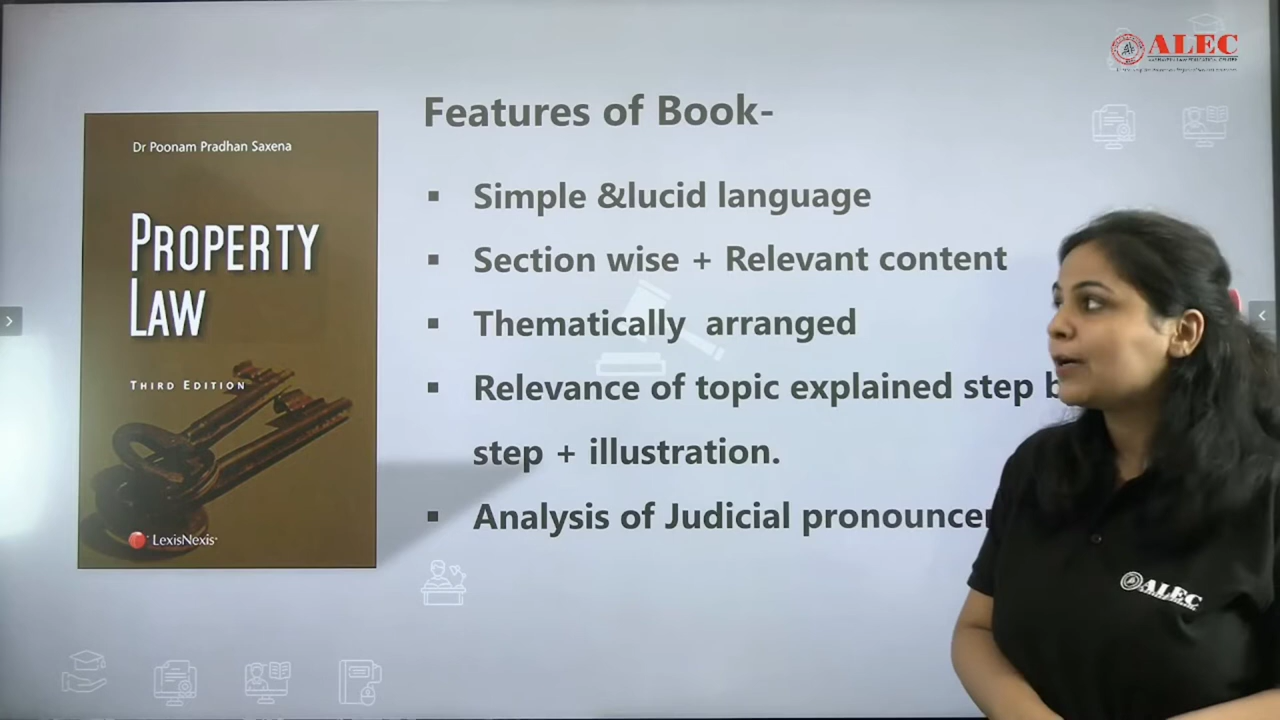 ALEC
Features of Book-
Dr Poonam Pradhan Saxena
Simple &lucid language
PROPERTY
LAW
Section wise + Relevant content
Thematically arranged
THIRD EDITION
Relevance of topic explained step b
step + illustration.
Analysis of Judicial pronouncem
LexisNexis
ALEC